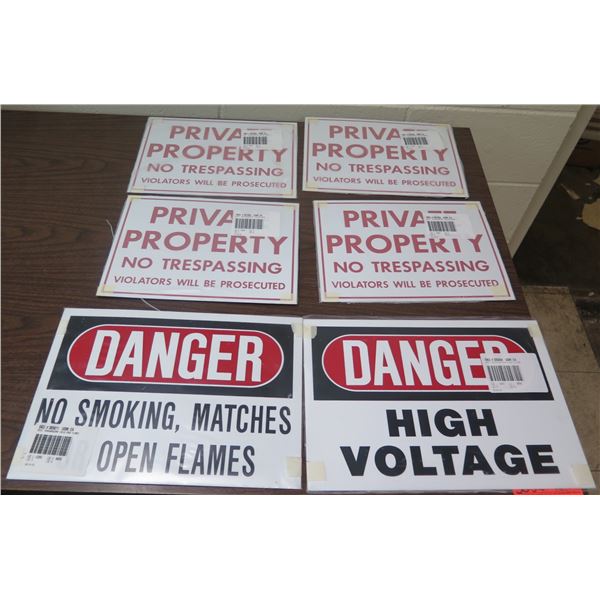 PRIVA
PROPERTY
NO TRESPASSING
VIOLATORS WILL BE PROSECUTED
PRIVA
PROPERTY
NO TRESPASSING
VIOLATORS WILL BE PROSECUTED
PRIVA
PROPERTY
NO TRESPASSING
VIOLATORS WILL BE PROSECUTED
PRIVA
PROPERTY
NO TRESPASSING
VIOLATORS WILL BE PROSECUTED
DANGER
NO SMOKING, MATCHES
OPEN FLAMES
DANGER
HIGH
VOLTAGE